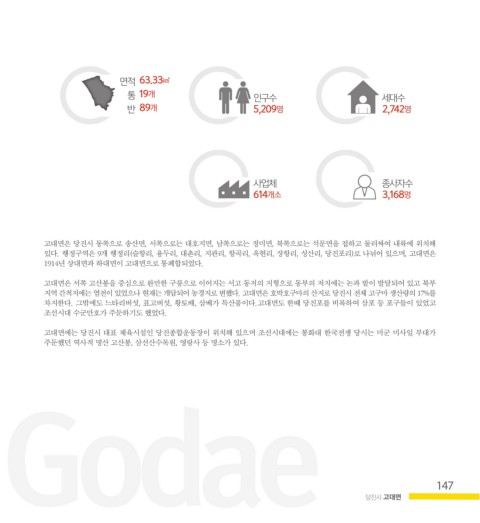 면적 63.33㎢
통 19개
반 89개
인구수
5,209명
세대수
2,742명
사업체
614개소
종사자수
3,168명
고대면은 당진시 동쪽으로 송산면, 서쪽으로는 대호지면, 남쪽으로는 정미면, 북쪽으로는 석문면을 접하고 둘러싸여 내륙에 위치해
있다. 행정구역은 9개 행정리(슬항리, 용두리, 대촌리, 진관리, 항곡리, 옥현리, 장항리, 성산리, 당진포리)로 나뉘어 있으며, 고대면은
1914년 상대면과 하대면이 고대면으로 통폐합되었다.
고대면은 서쪽 고산봉을 중심으로 완만한 구릉으로 이어지는 서고 동저의 지형으로 동부의 저지에는 논과 밭이 발달되어 있고 북부
지역 간척지에는 염전이 있었으나 현재는 개답되어 농경지로 변했다. 고대면은 호박호구마의 산지로 당진시 전체 고구마 생산량의 17%를
차지한다. 그밖에도 느타리버섯, 표고버섯, 황토배, 삼베가 특산품이다.고대면도 한때 당진포를 비롯하여 삼포 등 포구들이 있었고
조선시대 수군만호가 주둔하기도 했었다.
고대면에는 당진시 대표 체육시설인 당진종합운동장이 위치해 있으며 조선시대에는 봉화대 한국전쟁 당시는 미군 미사일 부대가
주둔했던 역사적 명산 고산봉, 삼선산수목원, 영랑사 등 명소가 있다.
Godae
147
당진시 고대면